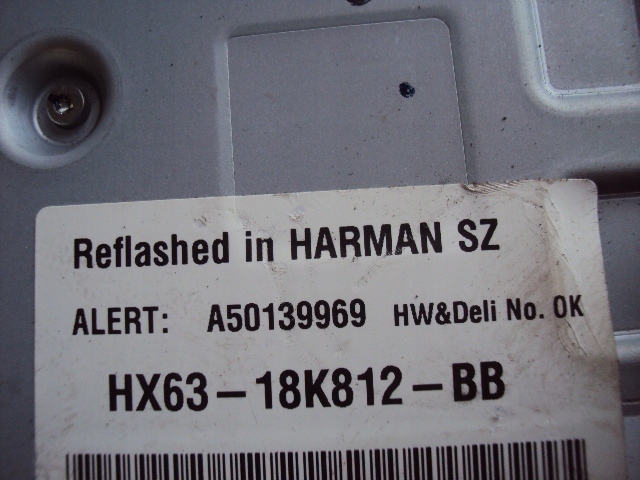 Reflashed in HARMAN SZ
ALERT: A50139969 HW&Deli No. OK
HX63-18K812-BB